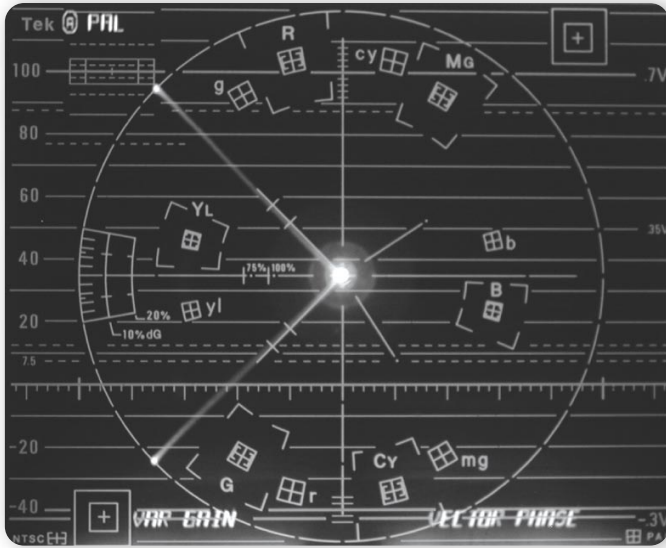 Tek A PAL
R
cy
MG
100
.7V
g
80
60
YL
.35V
b
40
75% 100%
B
yl
20
20%
10%dG
7.5
-20
CY
mg
G
r
-40
VAR GAIN VECTOR PHASE
-.3V
NTSC